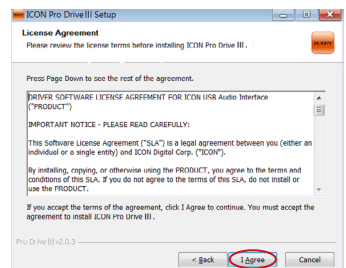 ICON Pro Drive III Setup
License Agreement
Please review the license terms before installing ICON Pro Drive III.
ICON
Press Page Down to see the rest of the agreement.
DRIVER SOFTWARE LICENSE AGREEMENT FOR ICON USB Audio Interface
("PRODUCT")
IMPORTANT NOTICE - PLEASE READ CAREFULLY:
This Software License Agreement ("SLA") is a legal agreement between you (either an
individual or a single entity) and ICON Digital Corp. ("ICON").
By installing, copying, or otherwise using the PRODUCT, you agree to the terms and
conditions of this SLA. If you do not agree to the terms of this SLA, do not install or
use the PRODUCT.
If you accept the terms of the agreement, click I Agree to continue. You must accept the
agreement to install ICON Pro Drive III.
Pro Drive III v2.0.3
< Back
I Agree
Cancel